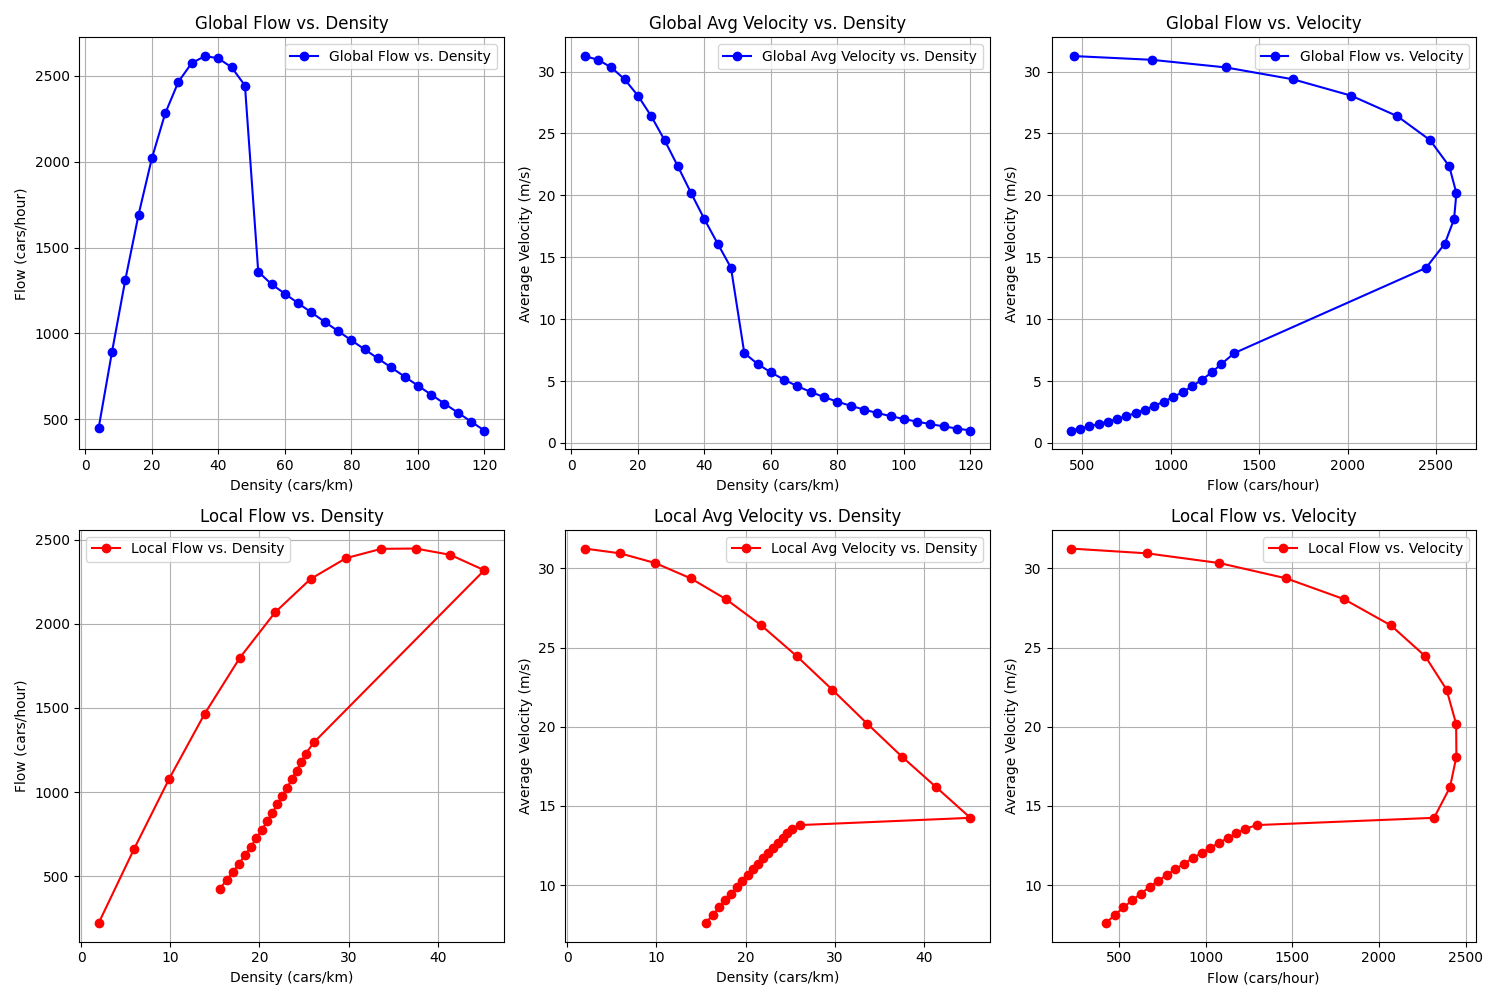 Global Flow vs. Density
Global Flow vs. Density
Flow (cars/hour)
2500
2000
1500
1000
500
0 20 40 60 80 100 120
Density (cars/km)
Global Avg Velocity vs. Density
Global Avg Velocity vs. Density
Average Velocity (m/s)
30
25
20
15
10
5
0
0 20 40 60 80 100 120
Density (cars/km)
Global Flow vs. Velocity
Global Flow vs. Velocity
Average Velocity (m/s)
30
25
20
15
10
5
0
500 1000 1500 2000 2500
Flow (cars/hour)
Local Flow vs. Density
Local Flow vs. Density
Flow (cars/hour)
2500
2000
1500
1000
500
0 10 20 30 40
Density (cars/km)
Local Avg Velocity vs. Density
Local Avg Velocity vs. Density
Average Velocity (m/s)
30
25
20
15
10
0 10 20 30 40
Density (cars/km)
Local Flow vs. Velocity
Local Flow vs. Velocity
Average Velocity (m/s)
30
25
20
15
10
500 1000 1500 2000 2500
Flow (cars/hour)